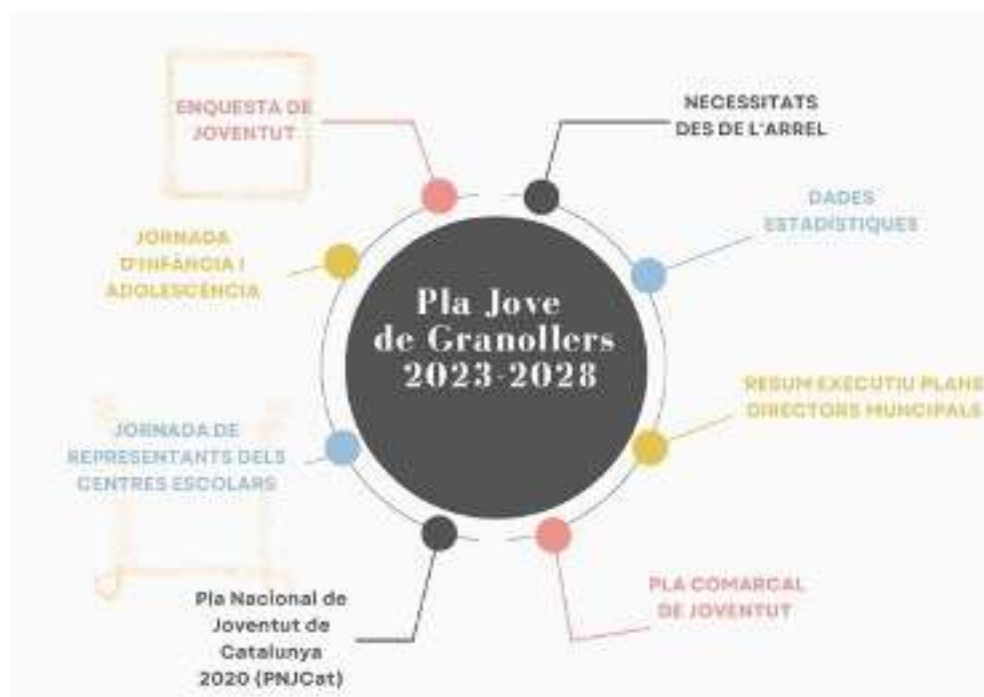 ENQUESTA DE
JOVENTUT
NECESSITATS
DES DE L'ARREL
DADES
ESTADÍSTIQUES
JORNADA
D'INFÀNCIA I
ADOLESCÈNCIA
Pla Jove
de Granollers
2023-2028
RESUM EXECUTIU PLANS
DIRECTORS MUNCIPALS
JORNADA DE
REPRESENTANTS DELS
CENTRES ESCOLARS
PLA COMARCAL
DE JOVENTUT
Pla Nacional de
Joventut de
Catalunya
2020 (PNJCat)